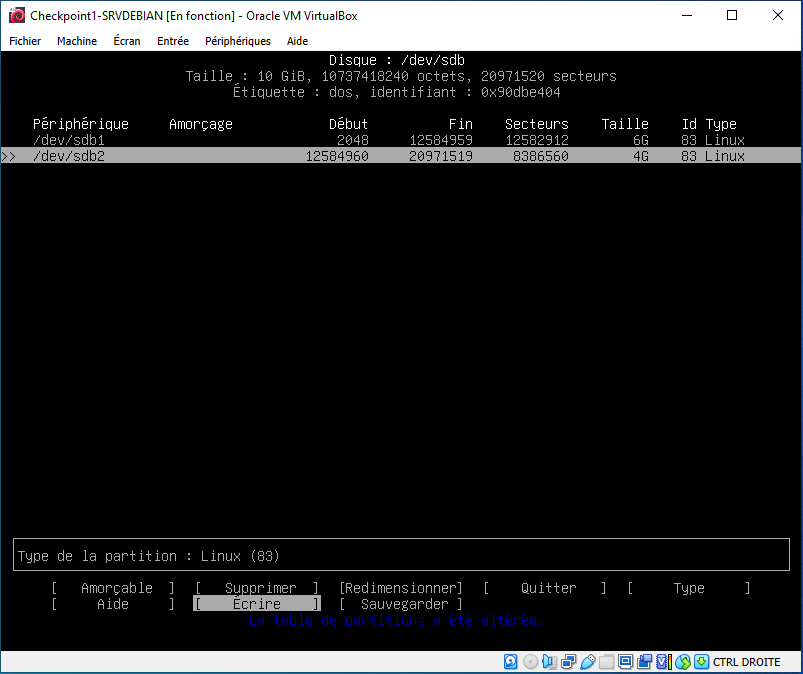 Checkpoint1-SRVDEBIAN [En fonction] - Oracle VM VirtualBox
Fichier Machine Écran Entrée Périphériques Aide
Disque : /dev/sdb
Taille : 10 GiB, 10737418240 octets, 20971520 secteurs
Étiquette : dos, identifiant : 0x90dbe404
Périphérique Amorçage Début Fin Secteurs Taille Id Type
/dev/sdb1 2048 12584959 12582912 6G 83 Linux
>> /dev/sdb2 12584960 20971519 8386560 4G 83 Linux
Type de la partition : Linux (83)
[ Amorçable ] [ Supprimer ] [Redimensionner] [ Quitter ] [ Type ]
[ Aide ] [ Écrire ] [ Sauvegarder ]
La table de partitions a été altérée.
CTRL DROITE